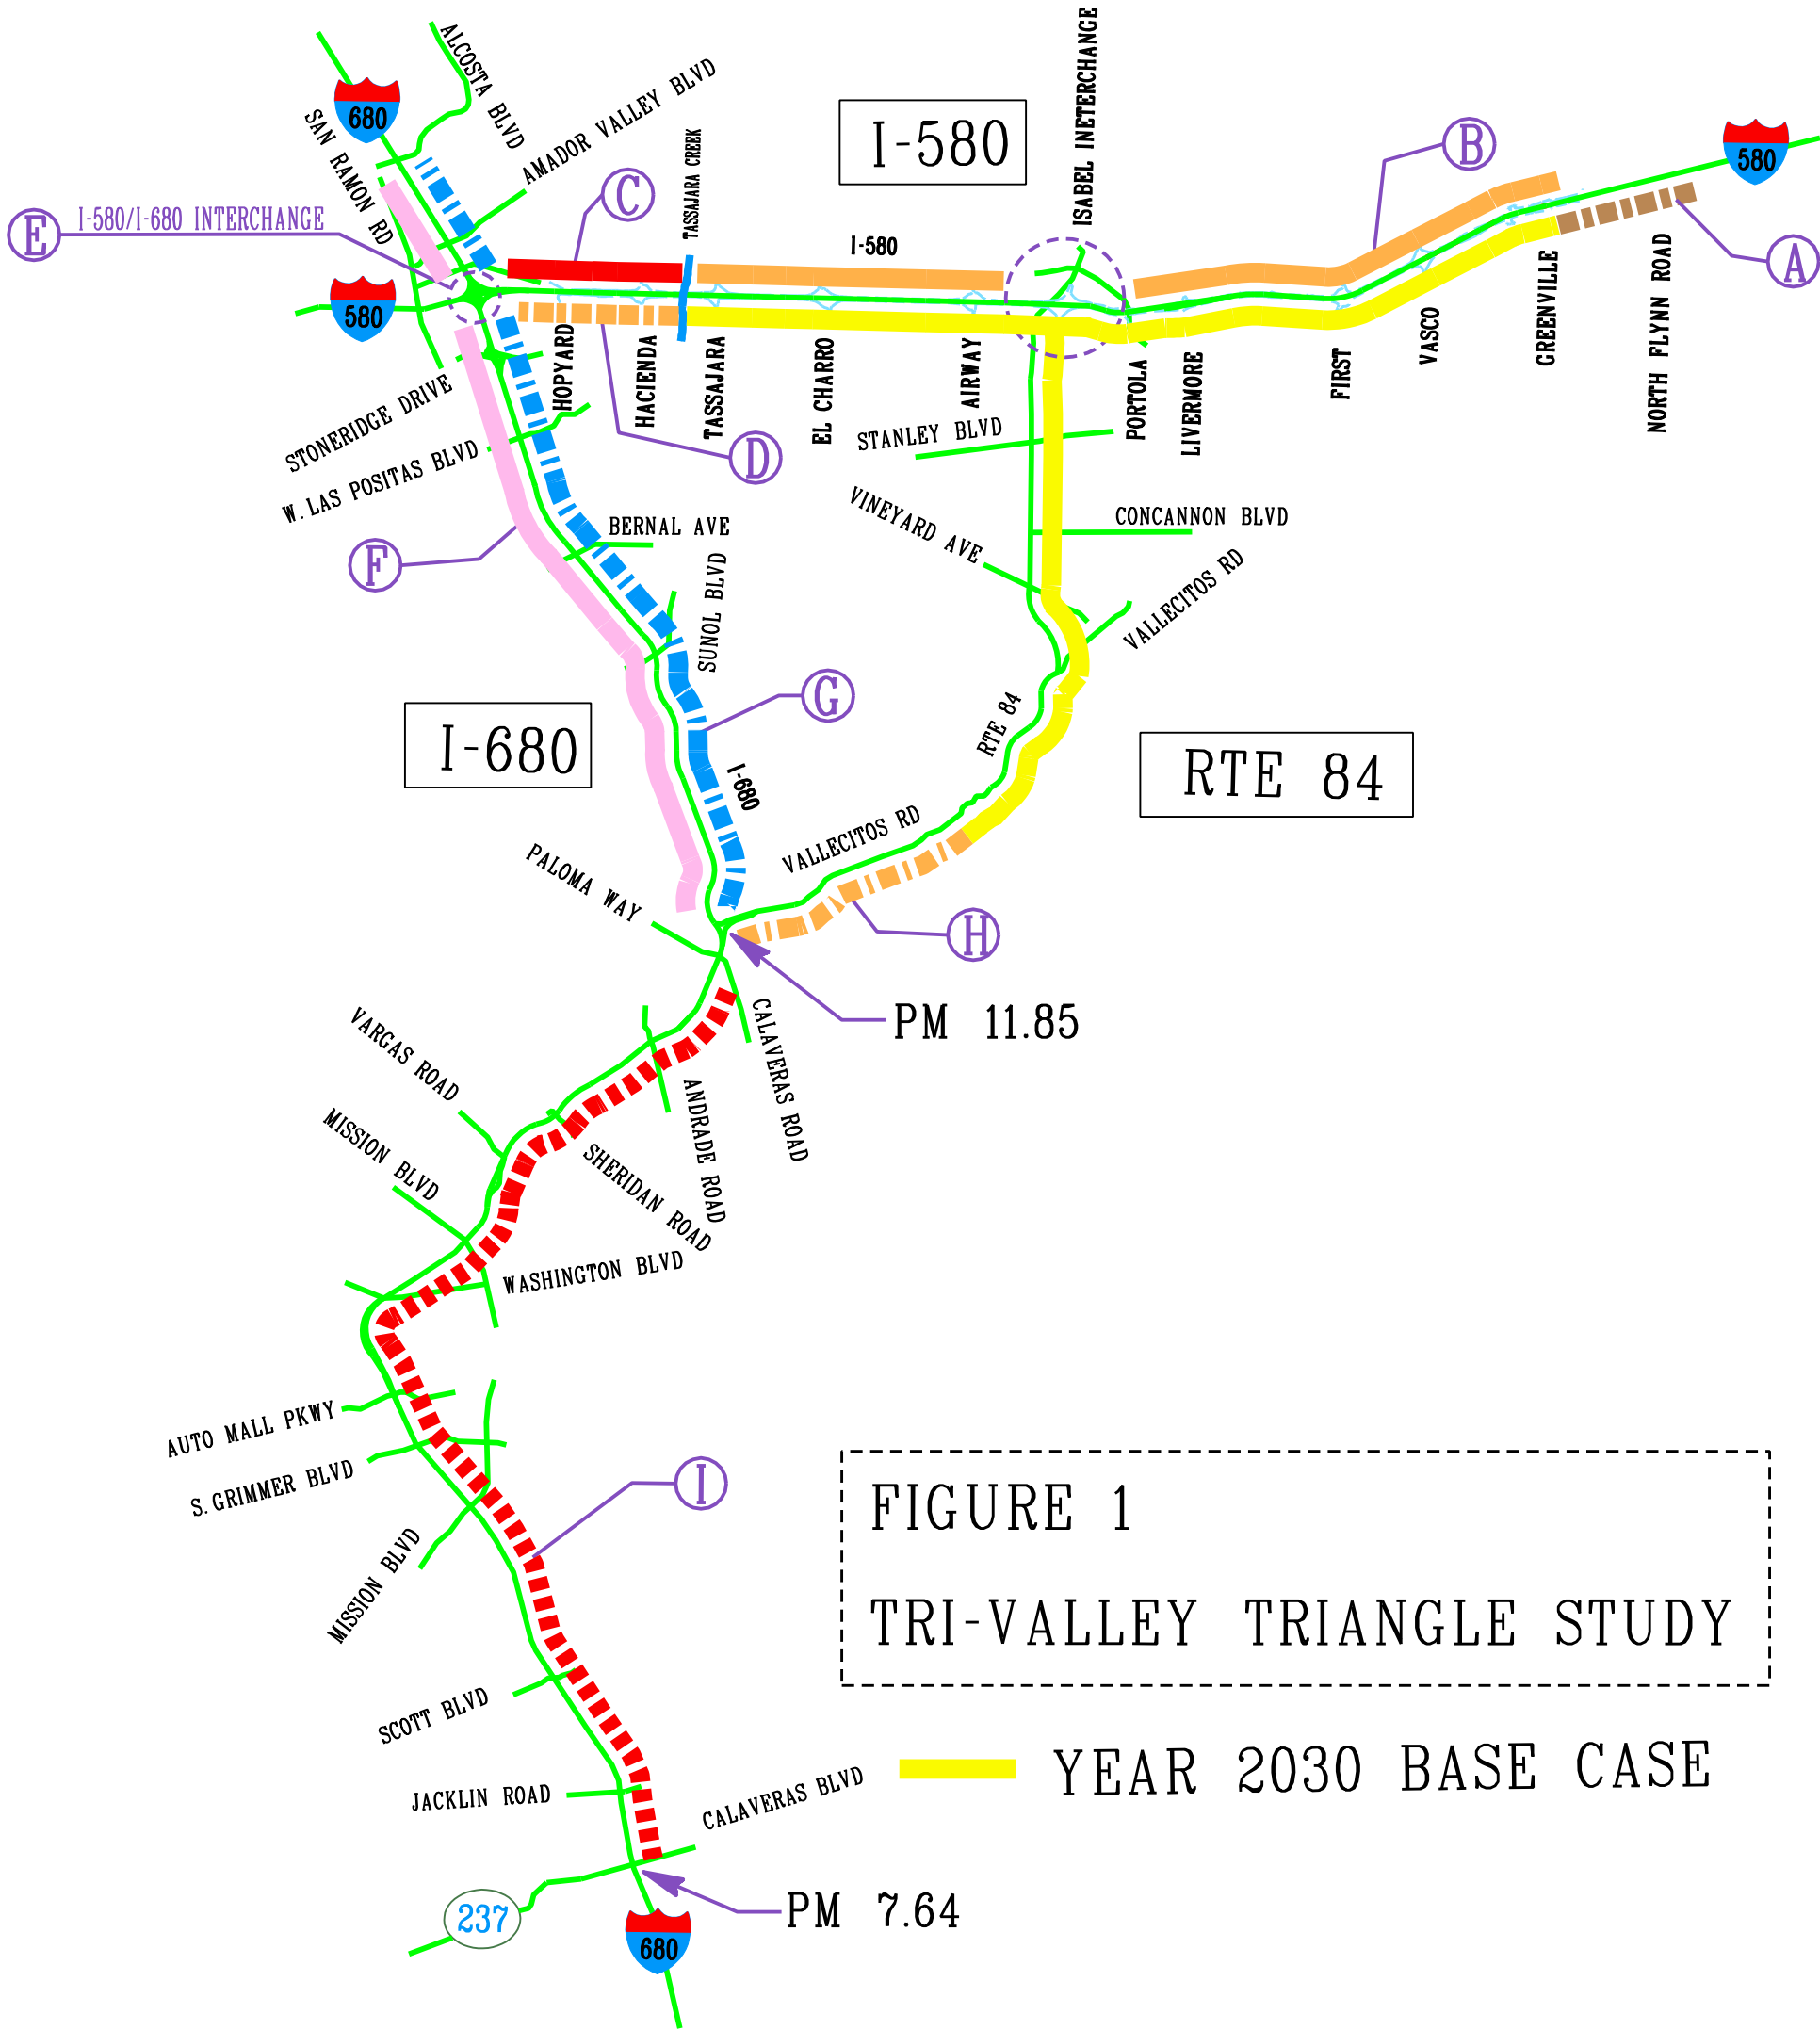 ALCOSTA BLVD
680
AMADOR VALLEY BLVD
SAN RAMON RD
TASSAJARA CREEK
I-580
ISABEL INETERCHANGE
B
580
C
E
I-580/I-680 INTERCHANGE
I-580
A
580
HOPYARD
HACIENDA
TASSAJARA
EL CHARRO
AIRWAY
PORTOLA
LIVERMORE
FIRST
VASCO
GREENVILLE
NORTH FLYNN ROAD
STONERIDGE DRIVE
D
STANLEY BLVD
W. LAS POSITAS BLVD
VINEYARD AVE
CONCANNON BLVD
BERNAL AVE
F
SUNOL BLVD
VALLECITOS RD
G
I-680
RTE 84
RTE 84
I-680
VALLECITOS RD
PALOMA WAY
H
PM 11.85
CALAVERAS ROAD
VARGAS ROAD
ANDRADE ROAD
MISSION BLVD
SHERIDAN ROAD
WASHINGTON BLVD
AUTO MALL PKWY
S. GRIMMER BLVD
I
MISSION BLVD
FIGURE 1
TRI-VALLEY TRIANGLE STUDY
SCOTT BLVD
YEAR 2030 BASE CASE
JACKLIN ROAD
CALAVERAS BLVD
237
PM 7.64
680